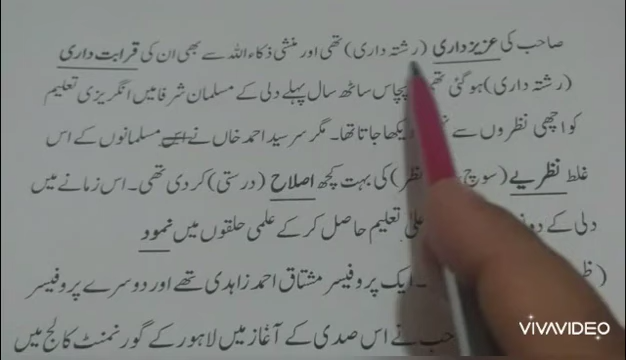 صاحب کی عزیز داری (رشتہ داری) تھی اور منشی ذکاء اللہ سے بھی ان کی قرابت داری
(رشتہ داری) ہو گئی پچاس ساٹھ سال پہلے دلی کے مسلمان شرفا میں انگریزی تعلیم
کو اچھی نظروں سے دیکھا جاتا تھا۔ مگر سرسید احمد خاں نے مسلمانوں کے اس
غلط نظریے (سوچ نظر) کی بہت کچھ اصلاح (درستی) کر دی تھی۔ اس زمانے میں
دلی کے تعلیم حاصل کر کے علمی حلقوں میں نمود
(۔ ایک پروفیسر مشتاق احمد زاہدی تھے اور دوسرے پروفیسر
نے اس صدی کے آغاز میں لاہور کے گورنمنٹ کالج میں
VIVAVIDEO